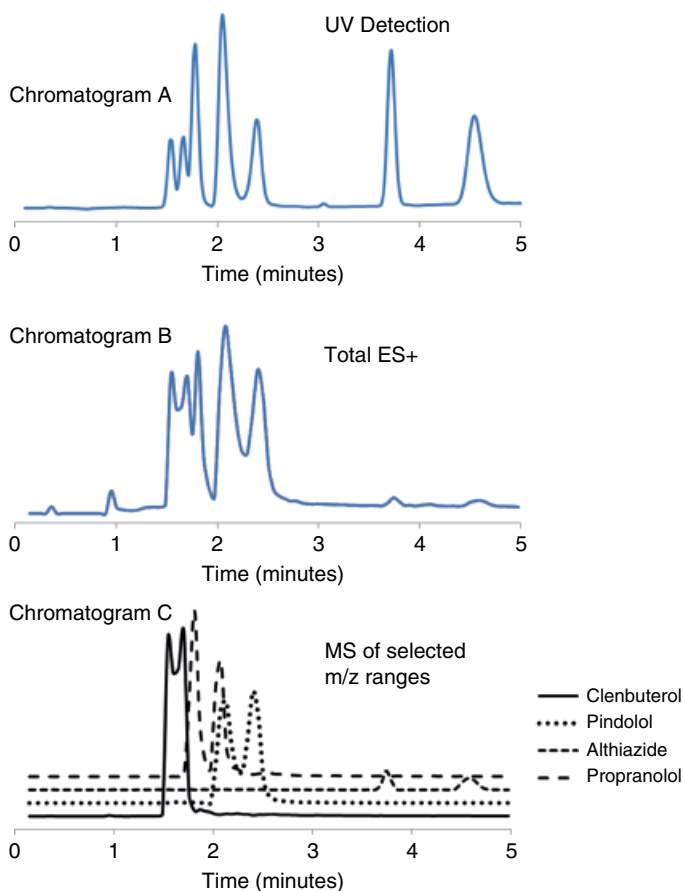 UV Detection
Chromatogram A
0 1 2 3 4 5
Time (minutes)
Chromatogram B
Total ES+
0 1 2 3 4 5
Time (minutes)
Chromatogram C
MS of selected
m/z ranges
Clenbuterol
Pindolol
Althiazide
Propranolol
0 1 2 3 4 5
Time (minutes)